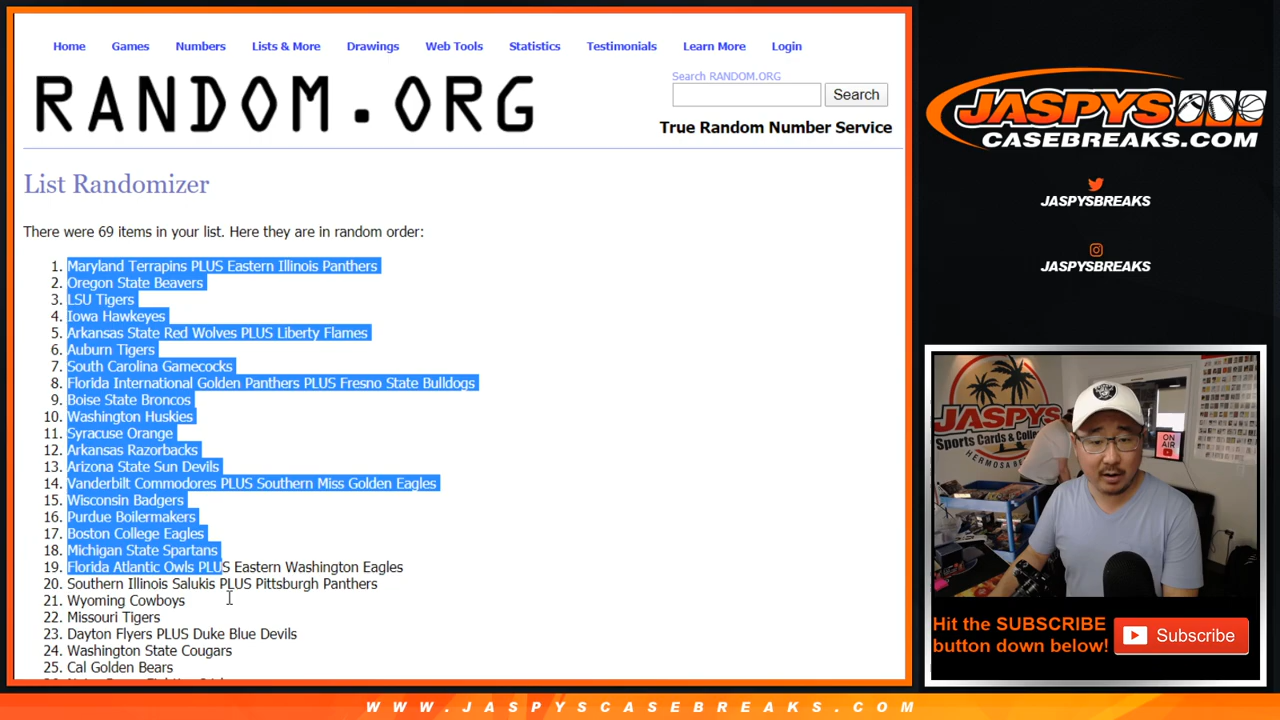 Home Games Numbers Lists & More Drawings Web Tools Statistics Testimonials Learn More Login
RANDOM.ORG
Search RANDOM.ORG
Search
True Random Number Service
List Randomizer
There were 69 items in your list. Here they are in random order:
1. Maryland Terrapins PLUS Eastern Illinois Panthers
2. Oregon State Beavers
3. LSU Tigers
4. Iowa Hawkeyes
5. Arkansas State Red Wolves PLUS Liberty Flames
6. Auburn Tigers
7. South Carolina Gamecocks
8. Florida International Golden Panthers PLUS Fresno State Bulldogs
9. Boise State Broncos
10. Washington Huskies
11. Syracuse Orange
12. Arkansas Razorbacks
13. Arizona State Sun Devils
14. Vanderbilt Commodores PLUS Southern Miss Golden Eagles
15. Wisconsin Badgers
16. Purdue Boilermakers
17. Boston College Eagles
18. Michigan State Spartans
19. Florida Atlantic Owls PLUS Eastern Washington Eagles
20. Southern Illinois Salukis PLUS Pittsburgh Panthers
21. Wyoming Cowboys
22. Missouri Tigers
23. Dayton Flyers PLUS Duke Blue Devils
24. Washington State Cougars
25. Cal Golden Bears
JASPYS
CASEBREAKS.COM
JASPYSBREAKS
JASPYSBREAKS
JASPYS
Sports Cards & Collec
HERMOSA BE
ON AIR
Hit the SUBSCRIBE
button down below!
Subscribe
WWW.JASPYSCASEBREAKS.COM